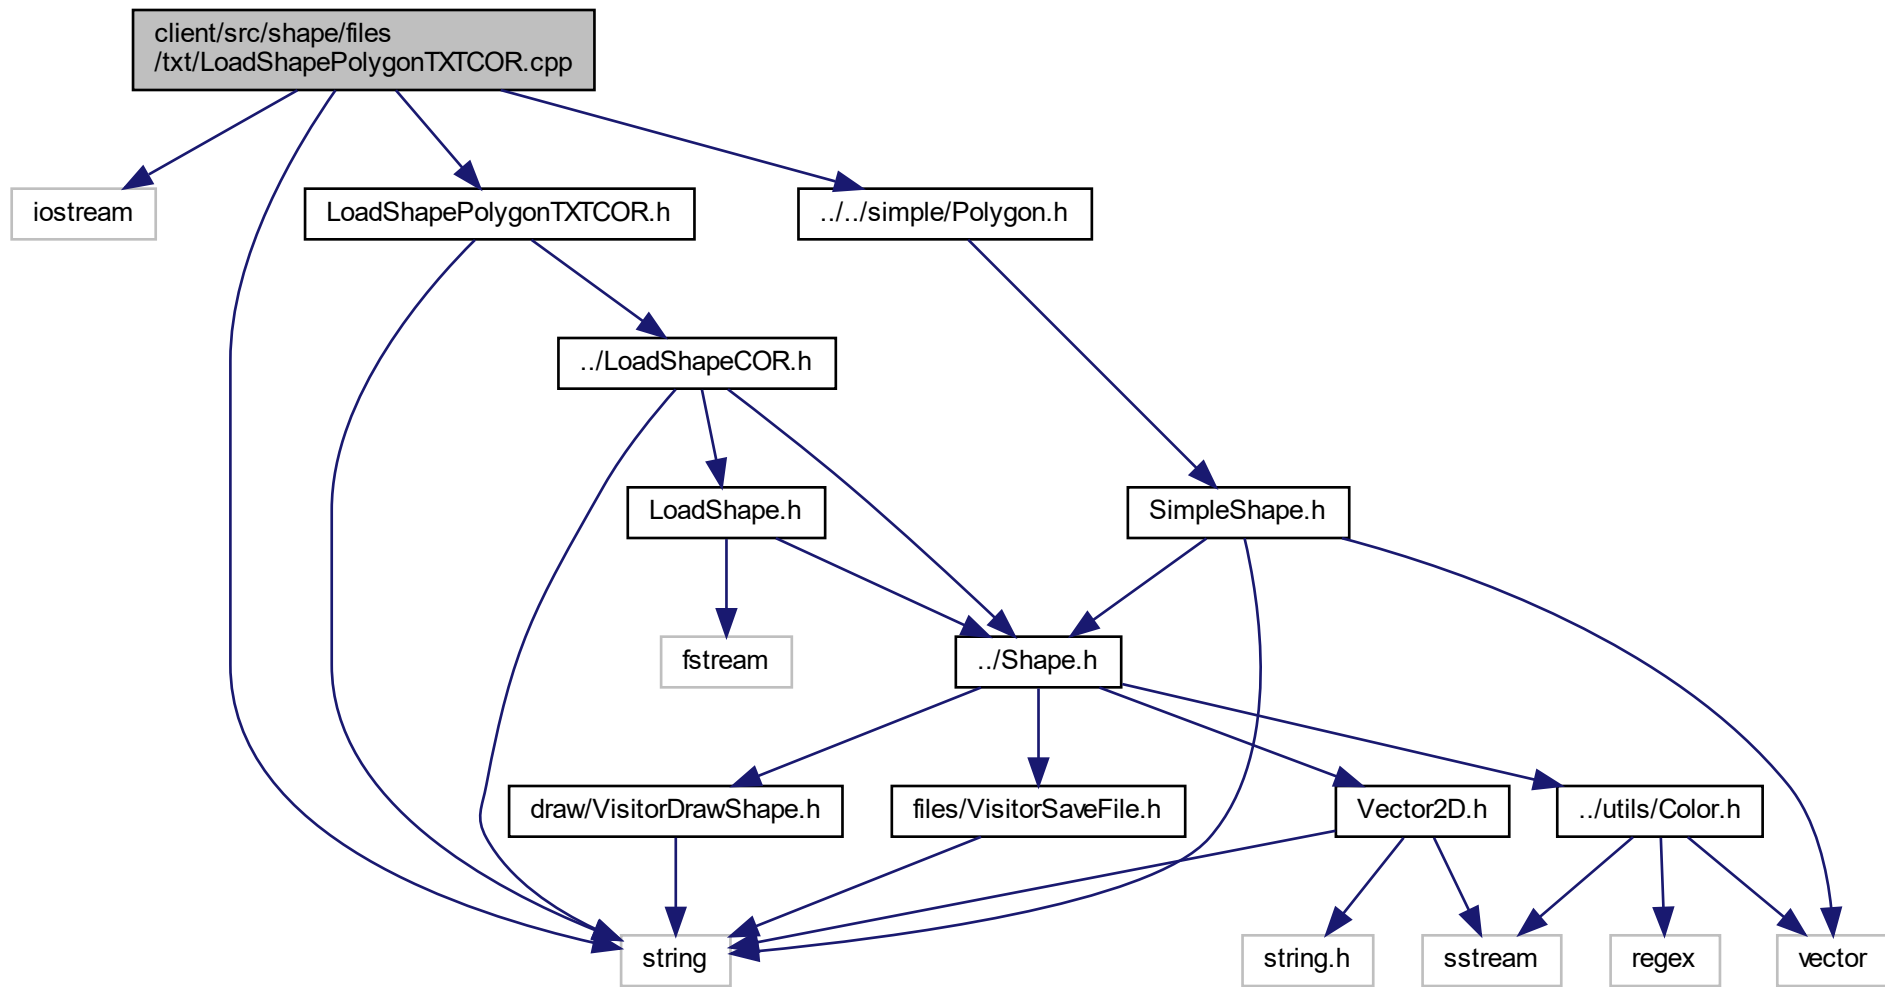 client/src/shape/files
/txt/LoadShapePolygonTXTCOR.cpp
iostream
LoadShapePolygonTXTCOR.h
../../simple/Polygon.h
../LoadShapeCOR.h
LoadShape.h
SimpleShape.h
fstream
../Shape.h
draw/VisitorDrawShape.h
files/VisitorSaveFile.h
Vector2D.h
../utils/Color.h
string
string.h
sstream
regex
vector